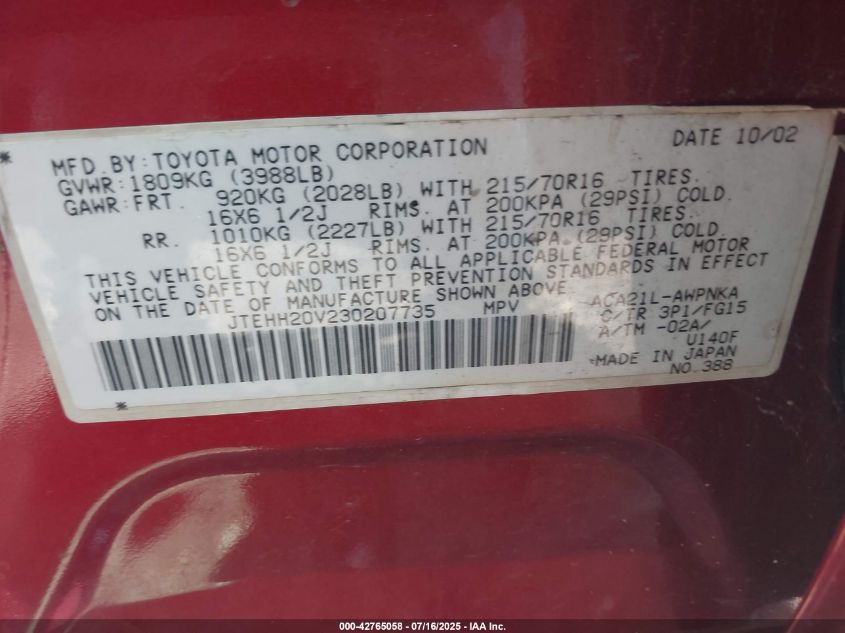 DATE 10/02
MFD.BY:TOYOTA MOTOR CORPORATION
GVWR:1809KG (3988LB)
GAWR:FRT. 920KG (2028LB) WITH 215/70R16 TIRES.
16X6 1/2J RIMS. AT 200KPA (29PSI) COLD.
RR. 1010KG (2227LB) WITH 215/70R16 TIRES.
16X6 1/2J RIMS. AT 200KPA (29PSI) COLD.
THIS VEHICLE CONFORMS TO ALL APPLICABLE FEDERAL MOTOR
VEHICLE SAFETY AND THEFT PREVENTION STANDARDS IN EFFECT
ON THE DATE OF MANUFACTURE SHOWN ABOVE.
JTEHH20V230207735 MPV
ACA21L-AWPNKA
C/TR 3P1/FG15
A/TM -02A/
U140F
*MADE IN JAPAN
NO.388
000-42765058 - 07/16/2025 - IAA Inc.